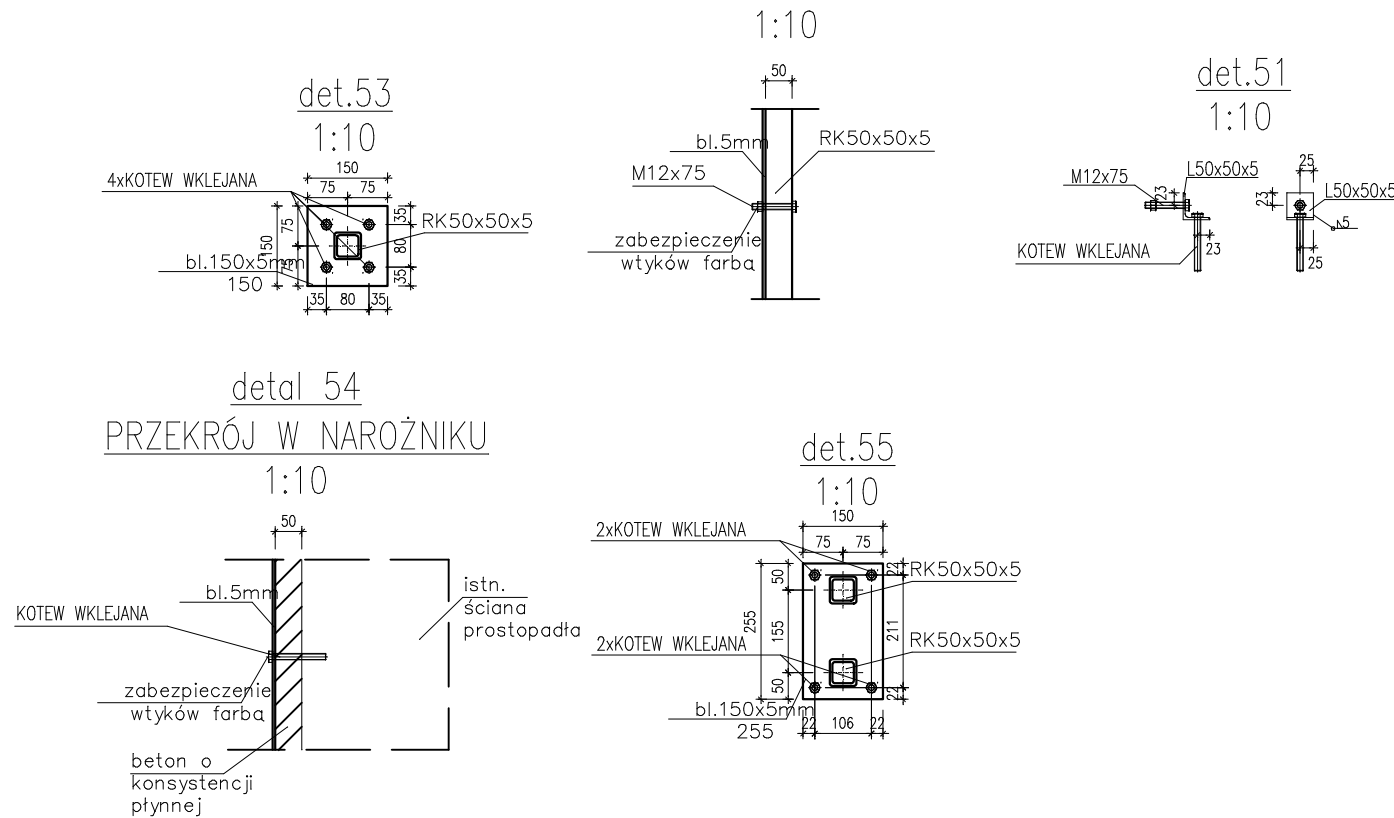 det.53
1:10
150
75 75
4xKOTEW WKLEJANA
RK50x50x5
35
80
35
75
150
75
bl.150x5mm
150
35 80 35
1:10
50
bl.5mm
RK50x50x5
M12x75
zabezpieczenie
wtyków farbą
det.51
1:10
M12x75
23
L50x50x5
KOTEW WKLEJANA
23
25
23
L50x50x5
5
25
detal 54
PRZEKRÓJ W NAROŻNIKU
1:10
50
bl.5mm
KOTEW WKLEJANA
istn.
ściana
prostopadła
zabezpieczenie
wtyków farbą
beton o
konsystencji
płynnej
det.55
1:10
150
75 75
2xKOTEW WKLEJANA
50
22
RK50x50x5
255
155
211
2xKOTEW WKLEJANA
RK50x50x5
50
22
bl.150x5mm
255
22 106 22